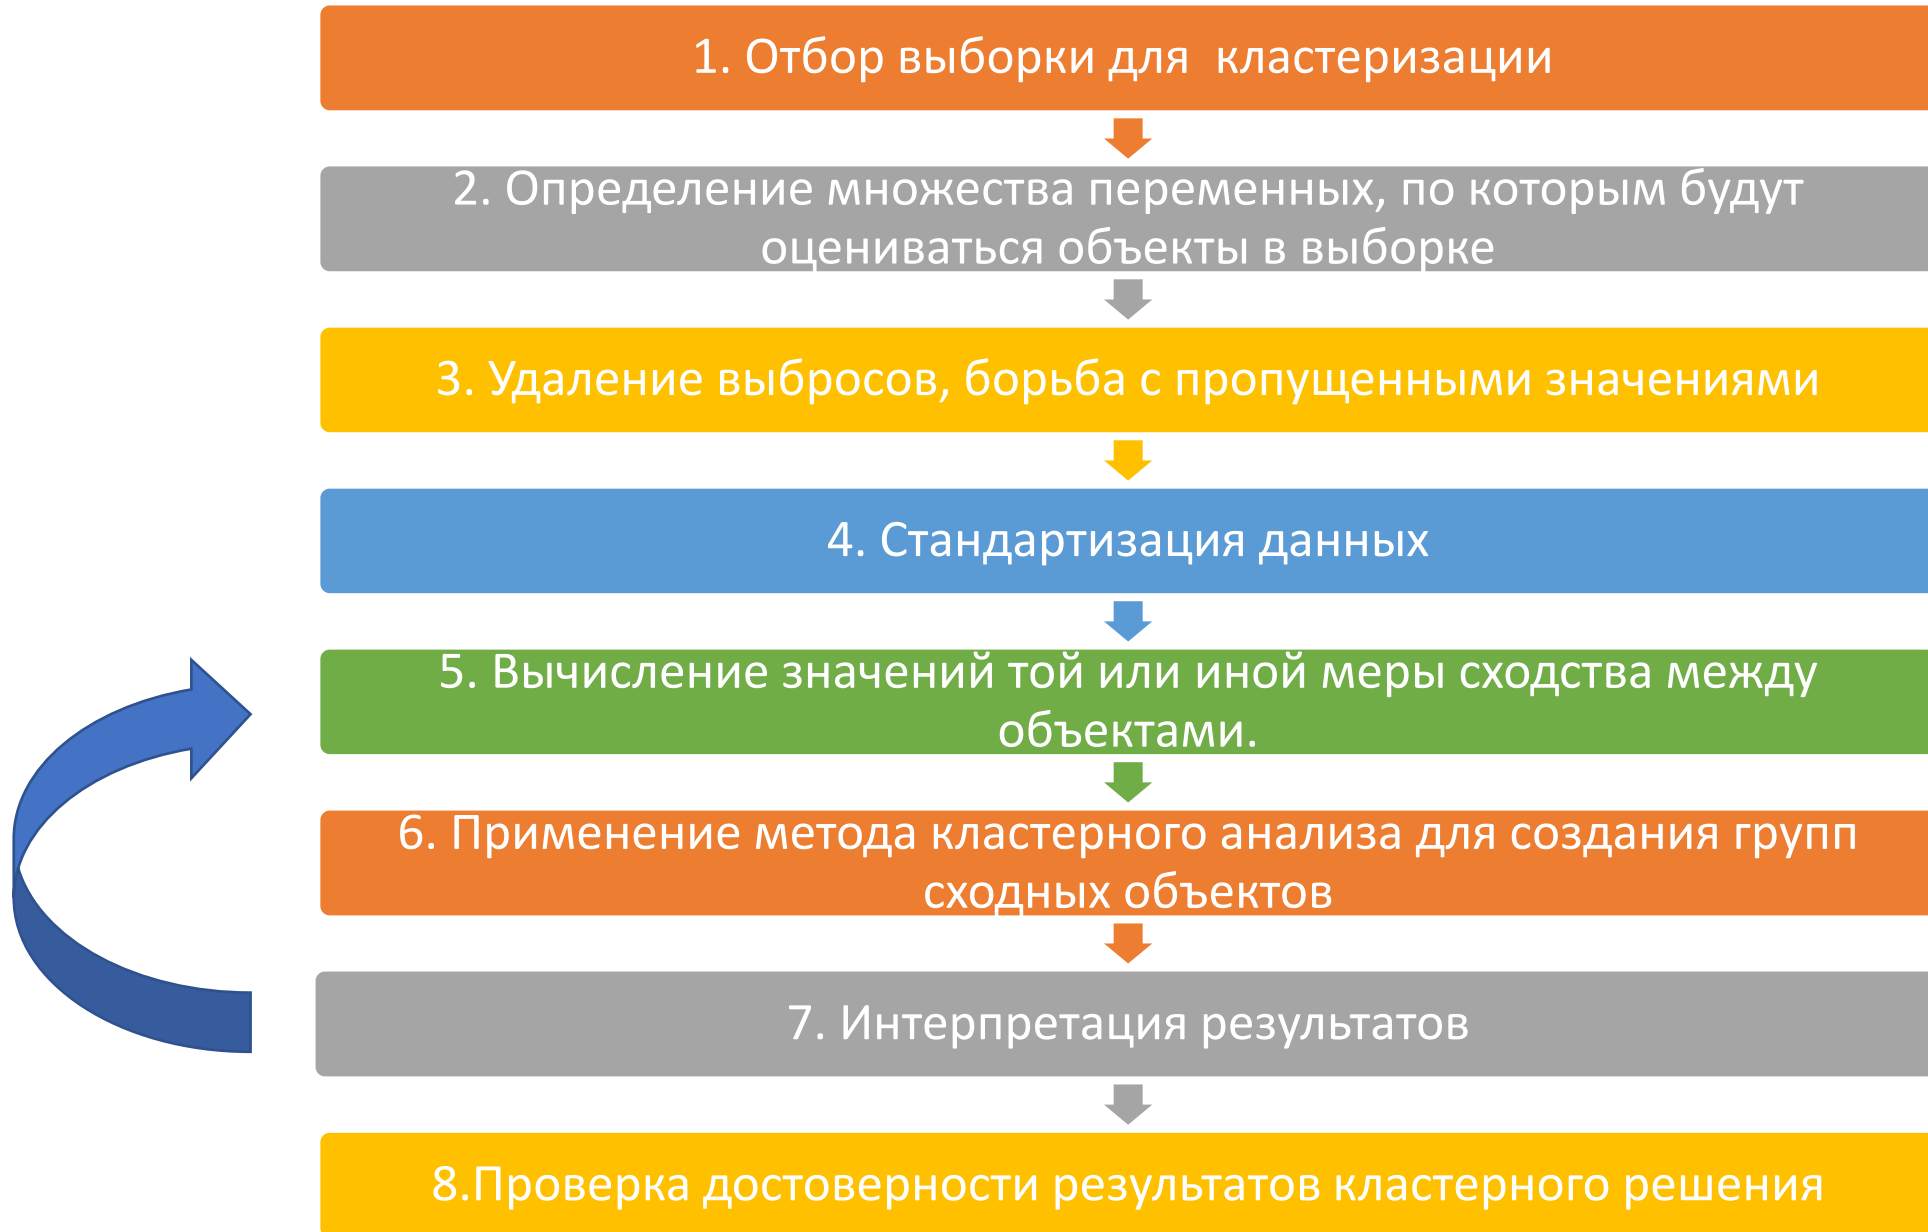 1. Отбор выборки для  кластеризации
2. Определение множества переменных, по которым будут
оцениваться объекты в выборке
3. Удаление выбросов, борьба с пропущенными значениями
4. Стандартизация данных
5. Вычисление значений той или иной меры сходства между
объектами.
6. Применение метода кластерного анализа для создания групп
сходных объектов
7. Интерпретация результатов
8.Проверка достоверности результатов кластерного решения